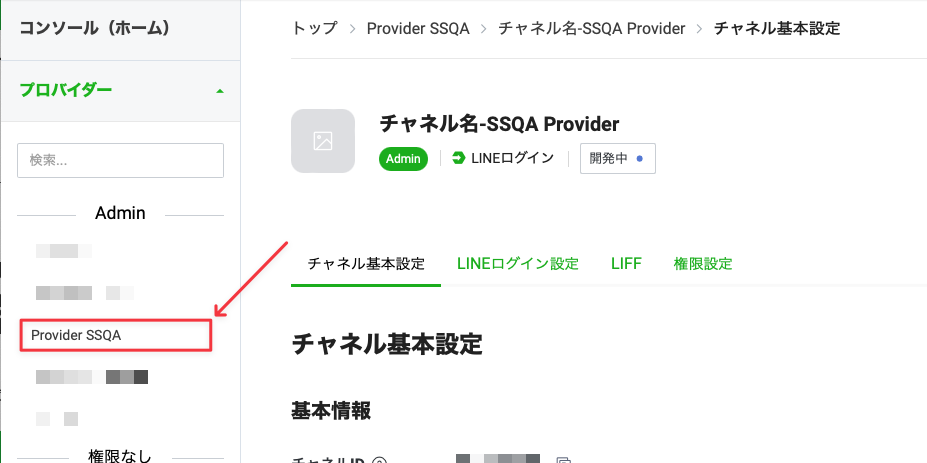 コンソール（ホーム）
プロバイダー
検索...
Admin
Provider SSQA
権限なし
トップ > Provider SSQA > チャネル名-SSQA Provider > チャネル基本設定
チャネル名-SSQA Provider
Admin LINEログイン 開発中
チャネル基本設定 LINEログイン設定 LIFF 権限設定
チャネル基本設定
基本情報
チャネルID